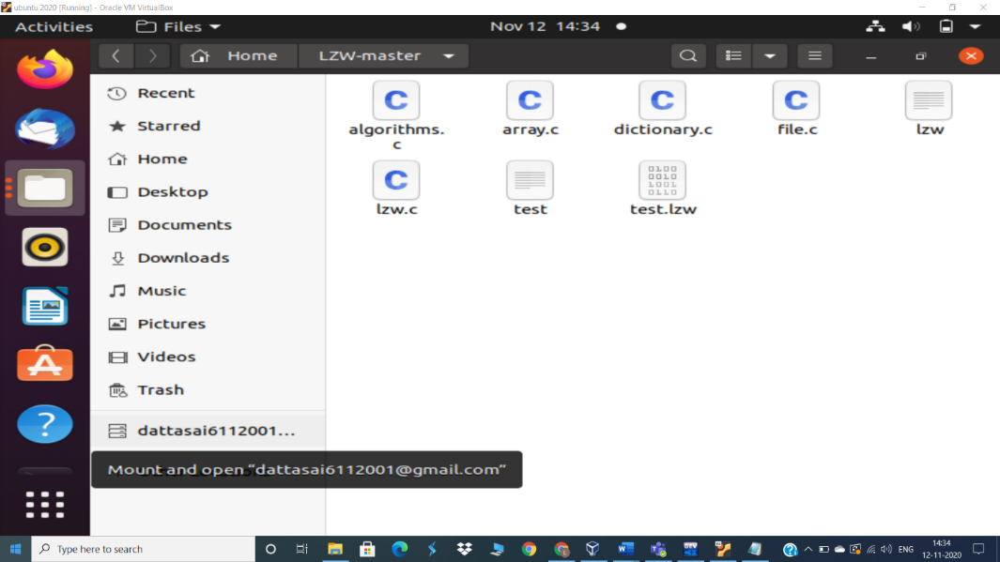 ubuntu 2020 [Running] - Oracle VM VirtualBox
Activities Files Nov 12 14:34
Home LZW-master
Recent
Starred
Home
Desktop
Documents
Downloads
Music
Pictures
Videos
Trash
dattasai6112001...
Mount and open “dattasai6112001@gmail.com”
algorithms.
c
array.c
dictionary.c
file.c
lzw
lzw.c
test
0100
0010
1001
0110
test.lzw
Type here to search
ENG
14:34
12-11-2020